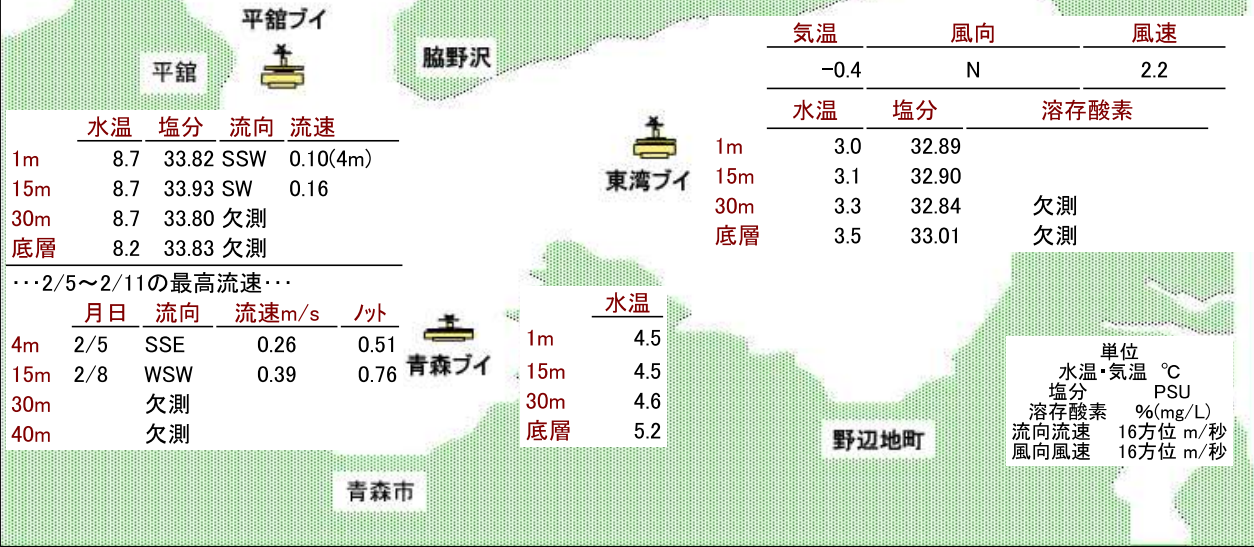 平舘ブイ
平舘
脇野沢
水温 塩分 流向 流速
1m 8.7 33.82 SSW 0.10(4m)
15m 8.7 33.93 SW 0.16
30m 8.7 33.80 欠測
底層 8.2 33.83 欠測
･･･2/5～2/11の最高流速･･･
月日 流向 流速m/s ﾉｯﾄ
4m 2/5 SSE 0.26 0.51
15m 2/8 WSW 0.39 0.76
30m 欠測
40m 欠測
気温 風向 風速
-0.4 N 2.2
東湾ブイ
水温 塩分 溶存酸素
1m 3.0 32.89
15m 3.1 32.90
30m 3.3 32.84 欠測
底層 3.5 33.01 欠測
青森ブイ
水温
1m 4.5
15m 4.5
30m 4.6
底層 5.2
青森市
野辺地町
単位
水温･気温 ℃
塩分 PSU
溶存酸素 %(mg/L)
流向流速 16方位 m/秒
風向風速 16方位 m/秒